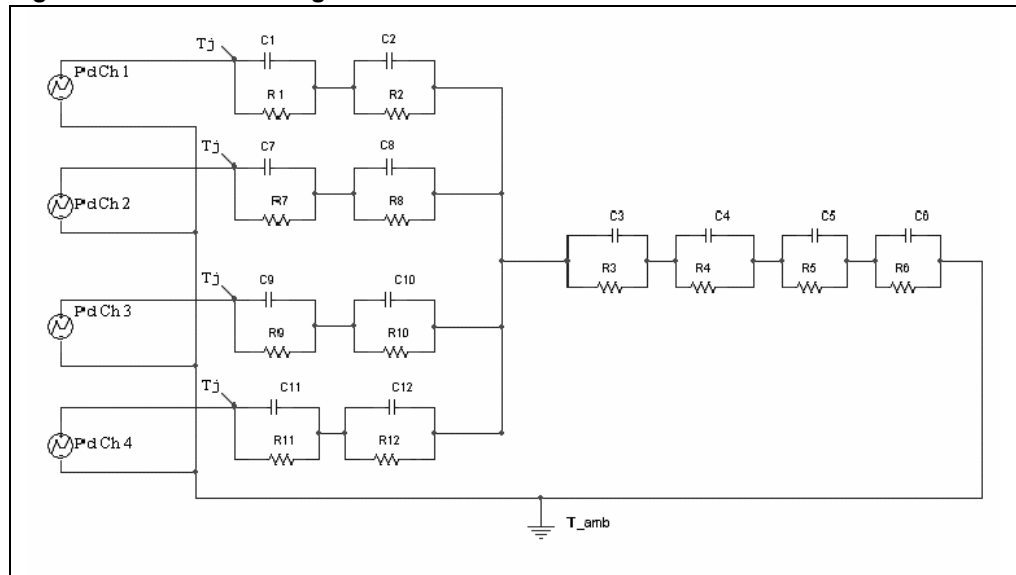 Tj
C1
C2
PdCh1
R1
R2
Tj
C7
C8
PdCh2
R7
R8
C3
C4
C5
C6
R3
R4
R5
R6
Tj
C9
C10
PdCh3
R9
R10
Tj
C11
C12
PdCh4
R11
R12
T_amb